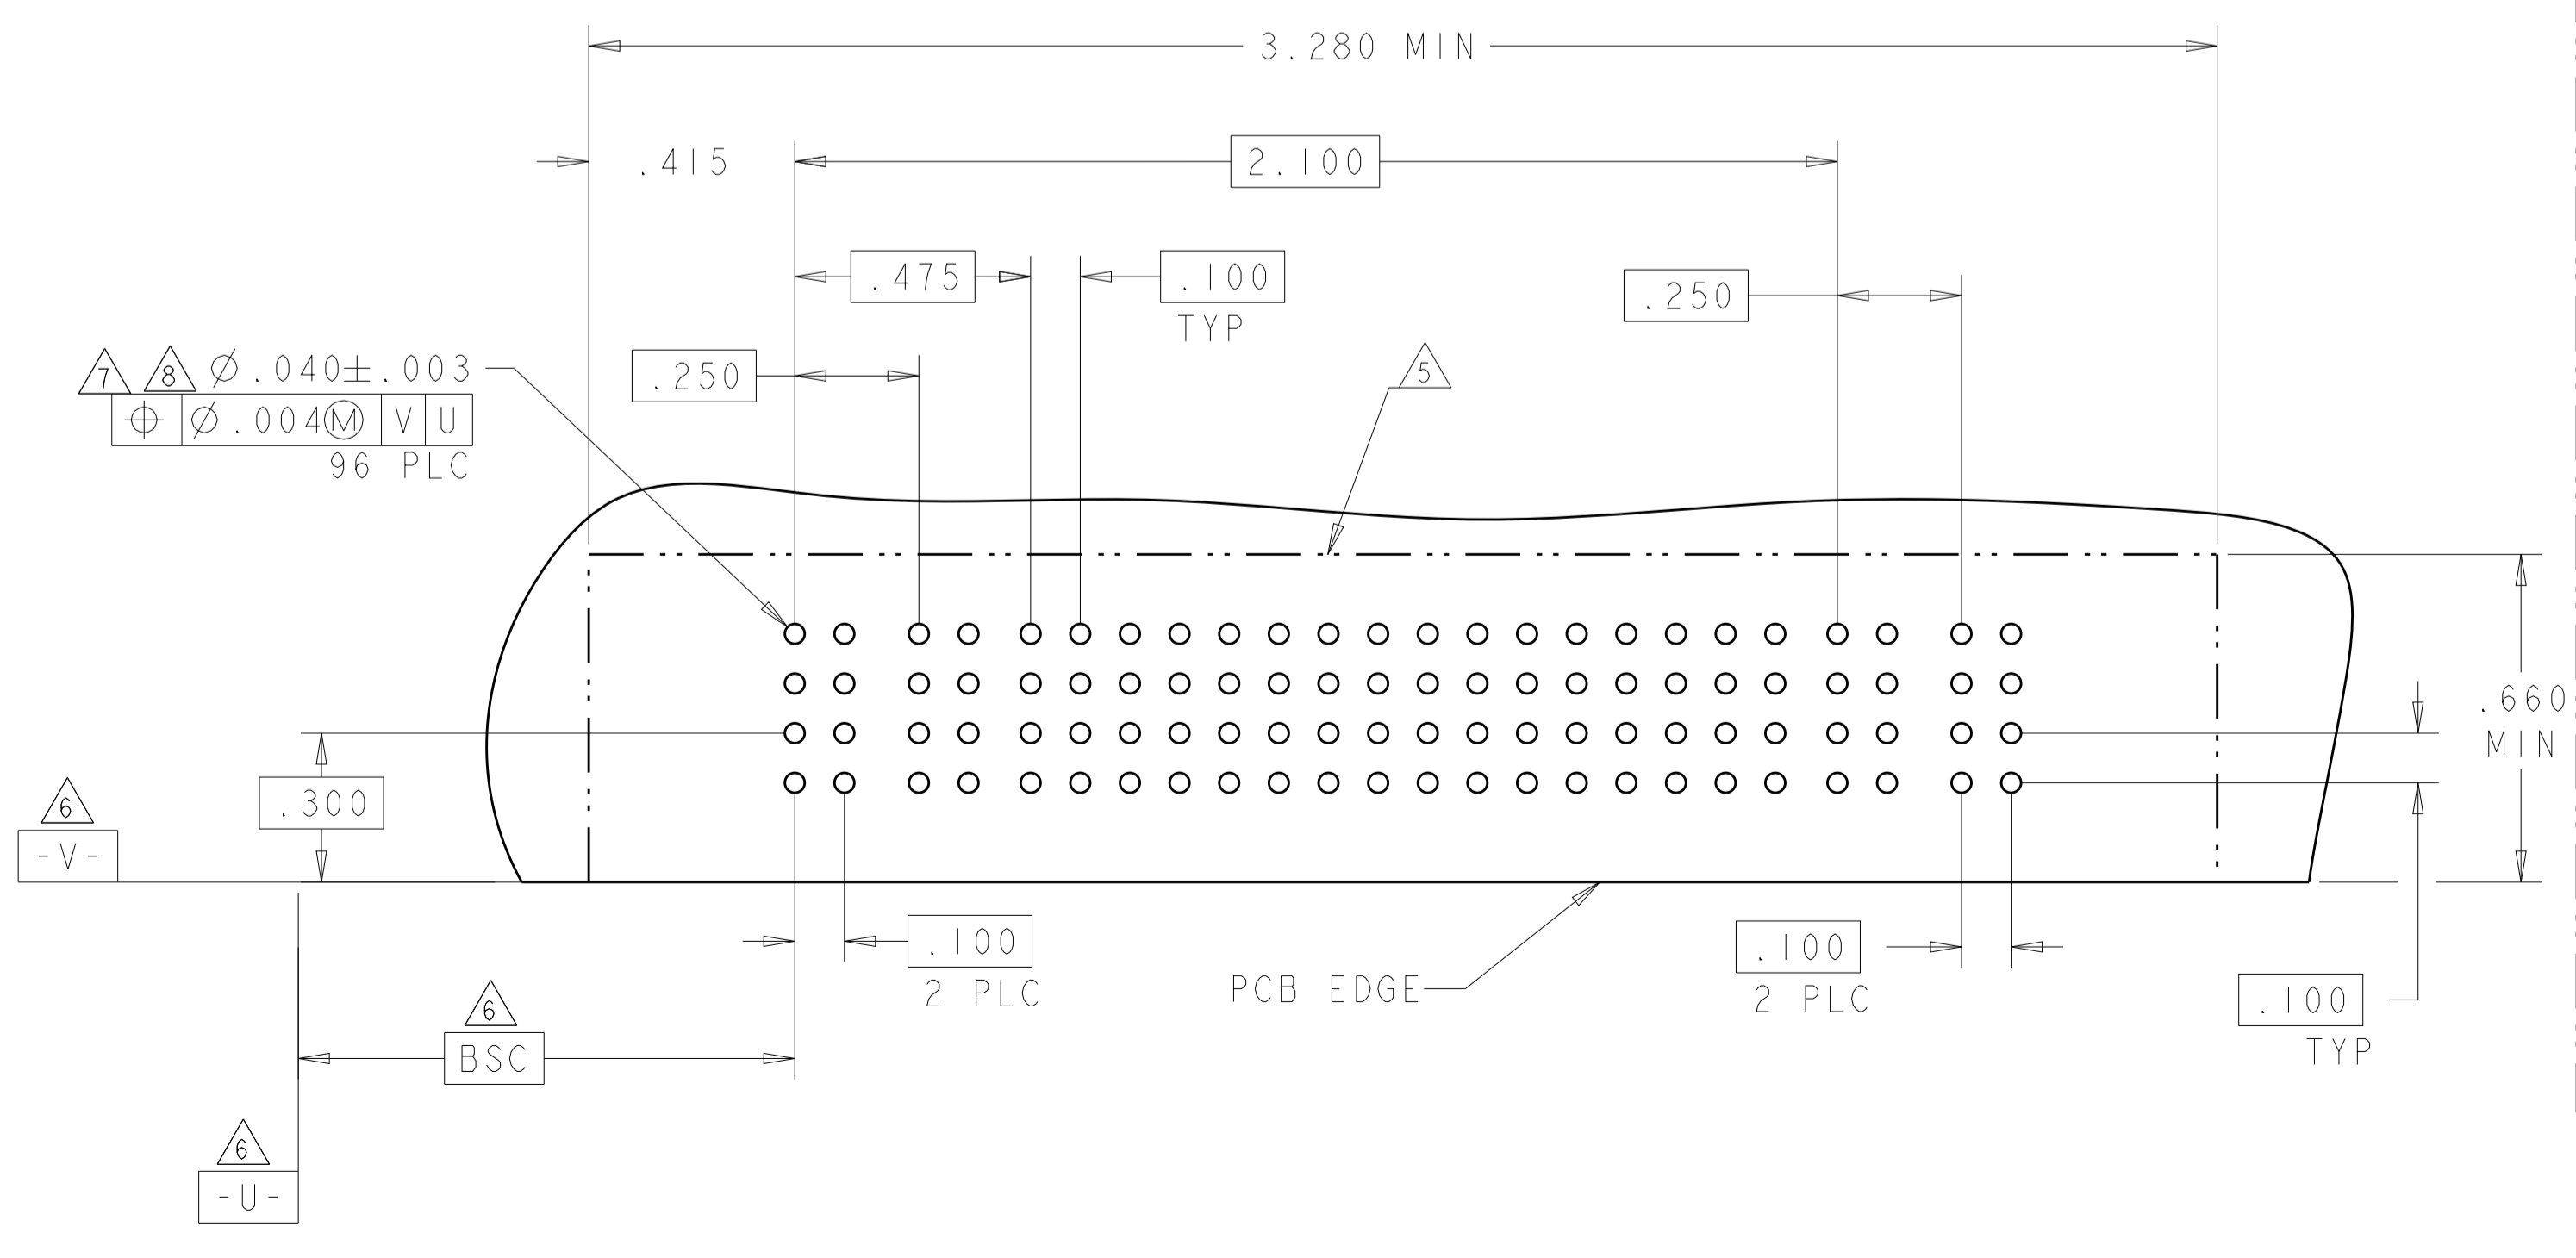 3.280 MIN
.415
2.100
.475
.100
TYP
.250
.250
7 8 Ø.040±.003
⌖ Ø.004Ⓜ V U
96 PLC
5
.660
MIN
.300
6
-V-
.100
2 PLC
PCB EDGE
.100
2 PLC
.100
TYP
6
BSC
6
-U-